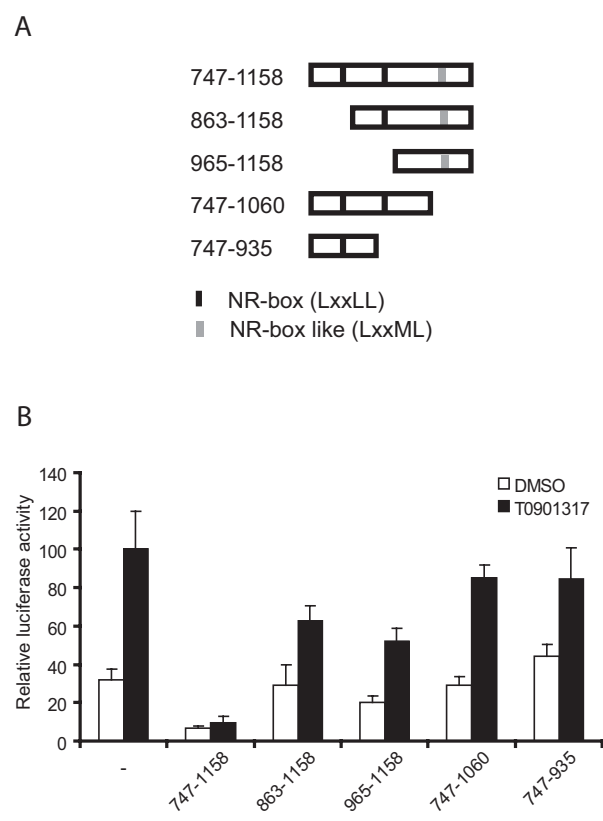 A
747-1158
863-1158
965-1158
747-1060
747-935
NR-box (LxxLL)
NR-box like (LxxML)
B
Relative luciferase activity
140
120
100
80
60
40
20
0
DMSO
T0901317
-
747-1158
863-1158
965-1158
747-1060
747-935